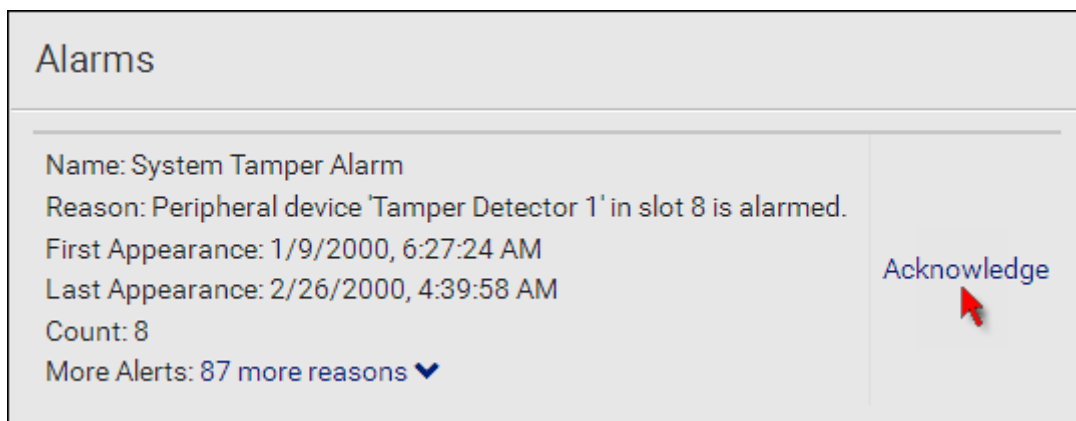 Alarms
Name: System Tamper Alarm
Reason: Peripheral device 'Tamper Detector 1' in slot 8 is alarmed.
First Appearance: 1/9/2000, 6:27:24 AM
Last Appearance: 2/26/2000, 4:39:58 AM
Count: 8
More Alerts: 87 more reasons
Acknowledge